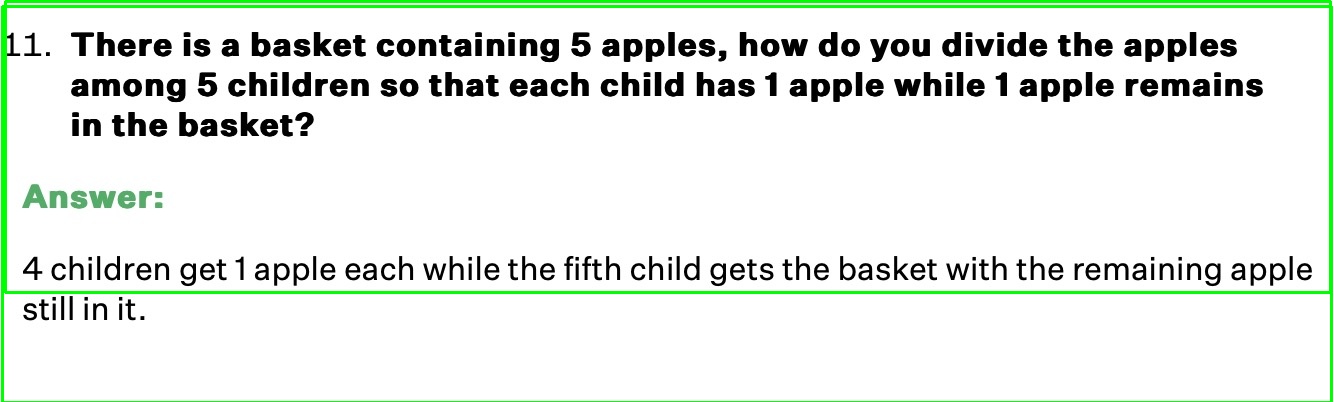 11. There is a basket containing 5 apples, how do you divide the apples
among 5 children so that each child has 1 apple while 1 apple remains
in the basket?
Answer:
4 children get 1 apple each while the fifth child gets the basket with the remaining apple
still in it.